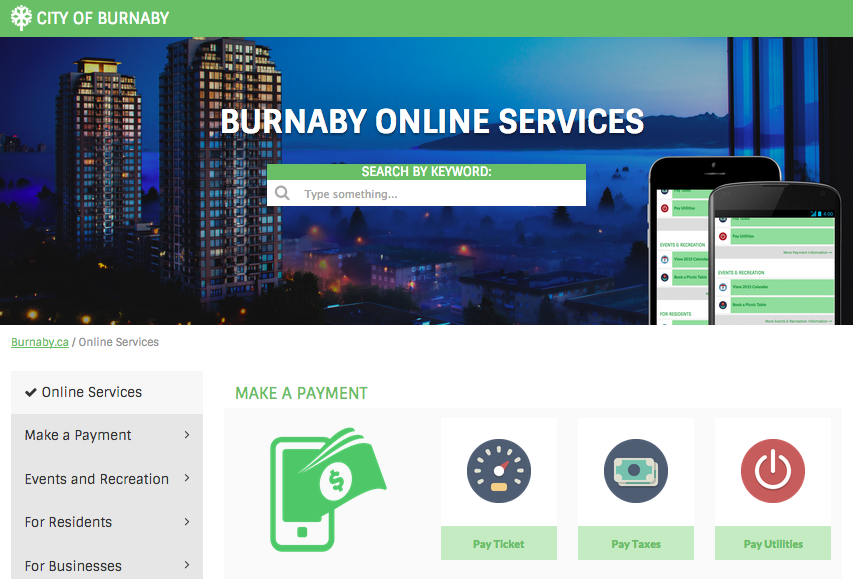 CITY OF BURNABY
BURNABY ONLINE SERVICES
SEARCH BY KEYWORD:
Type something...
Pay Utilities
EVENTS & RECREATION
View 2013 Calendar
Book a Picnic Table
FOR RESIDENTS
4:00
Pay Utilities
More Payment Information →
EVENTS & RECREATION
View 2013 Calendar
Book a Picnic Table
More Events & Recreation Information →
Burnaby.ca / Online Services
Online Services
Make a Payment
Events and Recreation
For Residents
For Businesses
MAKE A PAYMENT
$
Pay Ticket
Pay Taxes
Pay Utilities